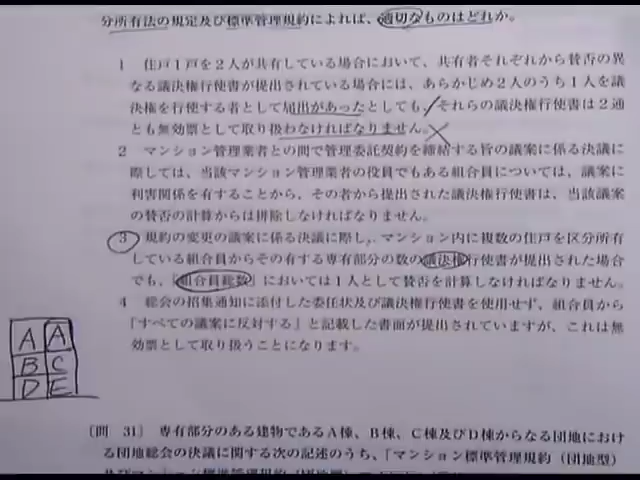 分所有法の規定及び標準管理規約によれば、適切なものはどれか。
1 住戸1戸を2人が共有している場合において、共有者それぞれから賛否の異
なる議決権行使書が提出されている場合には、あらかじめ2人のうち1人を議
決権を行使する者として届出があったとしても、それらの議決権行使書は2通
とも無効票として取り扱わなければなりません。
2 マンション管理業者との間で管理委託契約を締結する旨の議案に係る決議に
際しては、当該マンション管理業者の役員でもある組合員については、議案に
利害関係を有することから、その者から提出された議決権行使書は、当該議案
の賛否の計算からは排除しなければなりません。
3 規約の変更の議案に係る決議に際し、マンション内に複数の住戸を区分所有
している組合員からその有する専有部分の数の議決権行使書が提出された場合
でも、「組合員総数」においては1人として賛否を計算しなければなりません。
4 総会の招集通知に添付した委任状及び議決権行使書を使用せず、組合員から
「すべての議案に反対する」と記載した書面が提出されていますが、これは無
効票として取り扱うことになります。
A A
B C
D E
〔問 31〕 専有部分のある建物であるA棟、B棟、C棟及びD棟からなる団地におけ
る団地総会の決議に関する次の記述のうち、「マンション標準管理規約(団地型)